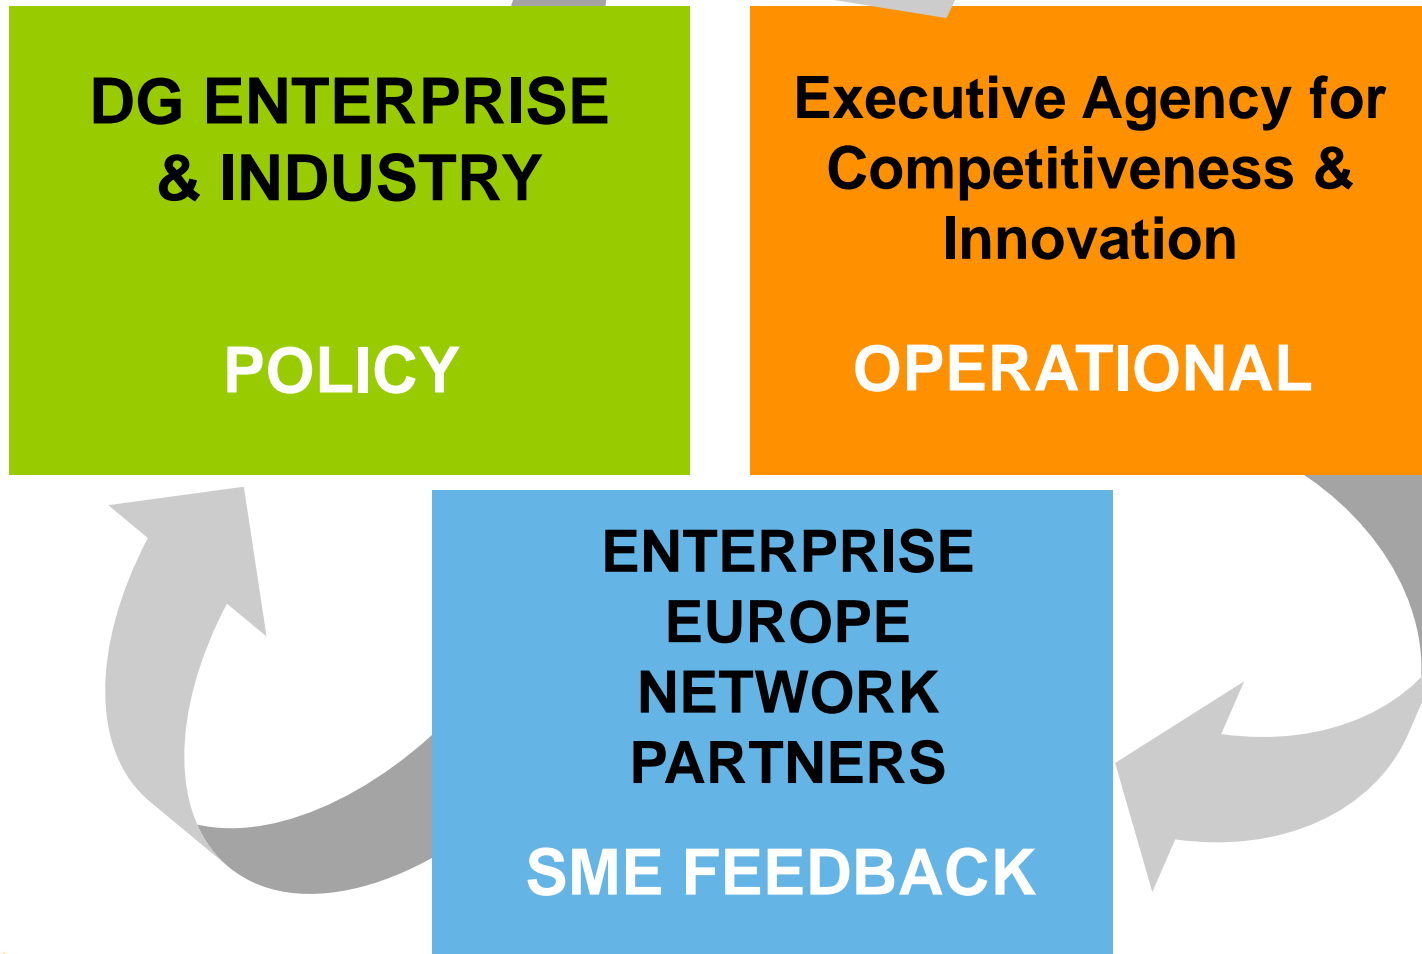 DG ENTERPRISE
& INDUSTRY
POLICY
Executive Agency for
Competitiveness &
Innovation
OPERATIONAL
ENTERPRISE
EUROPE
NETWORK
PARTNERS
SME FEEDBACK